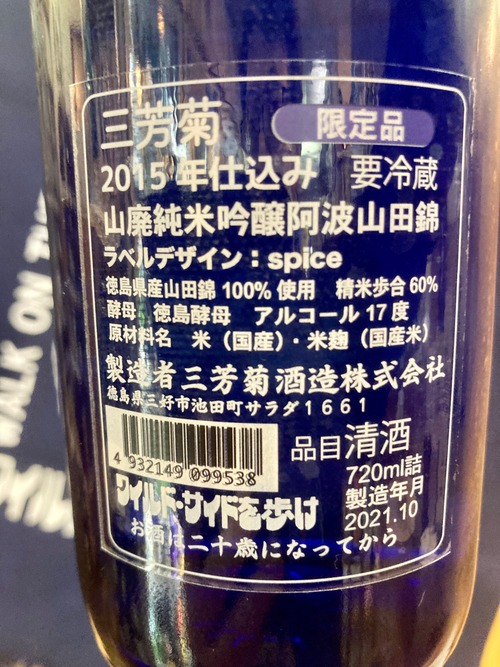 三芳菊 限定品
2015年仕込み 要冷蔵
山廃純米吟醸阿波山田錦
ラベルデザイン：spice
徳島県産山田錦 100% 使用 精米歩合 60%
酵母 徳島酵母 アルコール 17 度
原材料名 米（国産）・米麹（国産米）
製造者三芳菊酒造株式会社
徳島県三好市池田町サラダ１６６１
4 932149 099538
品目清酒
720ml詰
製造年月
2021.10
ワイルド・サイドを歩け
お酒は二十歳になってから
WALK ON